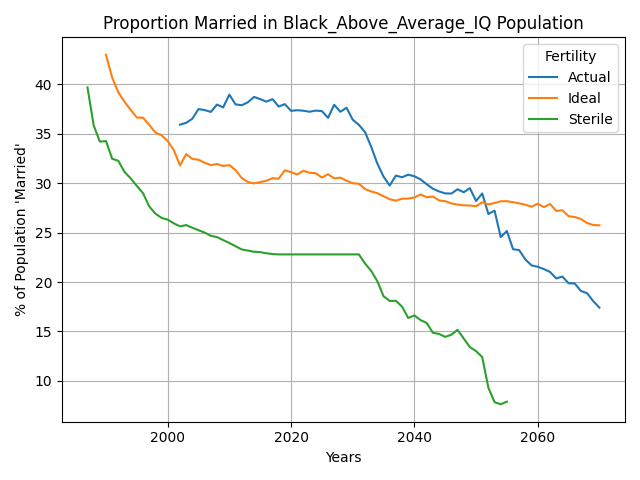 Proportion Married in Black_Above_Average_IQ Population
Fertility
Actual
Ideal
Sterile
% of Population 'Married'
40
35
30
25
20
15
10
2000
2020
2040
2060
Years